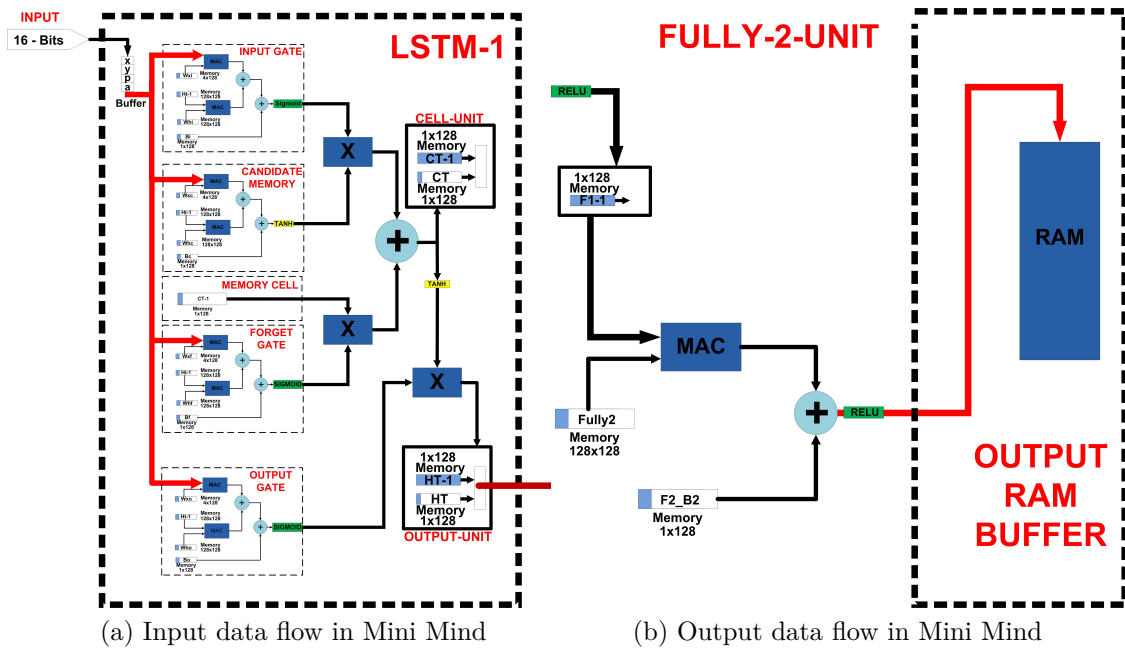 INPUT
16 - Bits
x
y
p
a
Buffer
LSTM-1
INPUT GATE
MAC
Wxi
Memory
4x128
Ht-1
Memory
128x128
MAC
Whi
Bi
Memory
1x128
+
+
Sigmoid
CANDIDATE
MEMORY
MAC
Wxc
Memory
4x128
Ht-1
Memory
128x128
MAC
Whc
Memory
128x128
Bc
Memory
1x128
+
+
TANH
MEMORY CELL
CT-1
Memory
1x128
FORGET
GATE
MAC
Wxf
Memory
4x128
Ht-1
MAC
Memory
128x128
Whf
Bf
Memory
1x128
+
+
SIGMOID
OUTPUT
GATE
MAC
Wxo
Memory
4x128
Ht-1
Memory
128x128
MAC
Memory
128x128
Who
Bo
Memory
1x128
+
+
SIGMOID
X
X
+
CELL-UNIT
1x128
Memory
CT-1
CT
Memory
1x128
TANH
X
1x128
Memory
HT-1
HT
Memory
1x128
OUTPUT-UNIT
(a) Input data flow in Mini Mind
FULLY-2-UNIT
RELU
1x128
Memory
F1-1
MAC
Fully2
Memory
128x128
F2_B2
Memory
1x128
+
RELU
RAM
OUTPUT
RAM
BUFFER
(b) Output data flow in Mini Mind